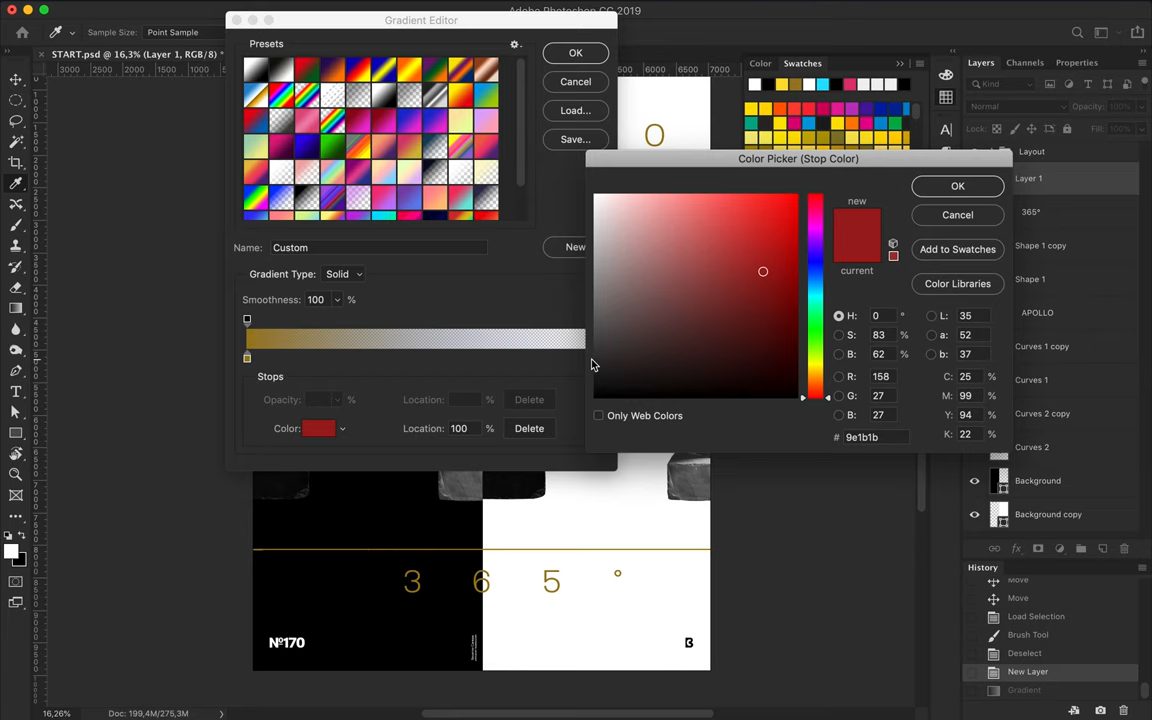 Adobe Photoshop CC 2019
Sample Size: Point Sample
START.psd @ 16,3% (Layer 1, RGB/8) *
3000 2000 1000
6000 6500 7000
Gradient Editor
Presets
OK
Cancel
Load...
Save...
Name: Custom
New
Gradient Type: Solid
Smoothness: 100 %
Stops
Opacity: %
Location: %
Delete
Color:
Location: 100 %
Delete
Color Picker (Stop Color)
new
current
OK
Cancel
Add to Swatches
Color Libraries
H: 0 °
S: 83 %
B: 62 %
R: 158
G: 27
B: 27
# 9e1b1b
L: 35
a: 52
b: 37
C: 25 %
M: 99 %
Y: 94 %
K: 22 %
Only Web Colors
Color Swatches
Layers Channels Properties
Kind
Normal Opacity: 100%
Lock: Fill: 100%
Layout
Layer 1
365°
Shape 1 copy
Shape 1
APOLLO
Curves 1 copy
Curves 1
Curves 2 copy
Curves 2
Background
Background copy
History
Move
Move
Load Selection
Brush Tool
Deselect
New Layer
Gradient
O
3 6 5 °
Nº170
B
16,26% Doc: 199,4M/275,3M